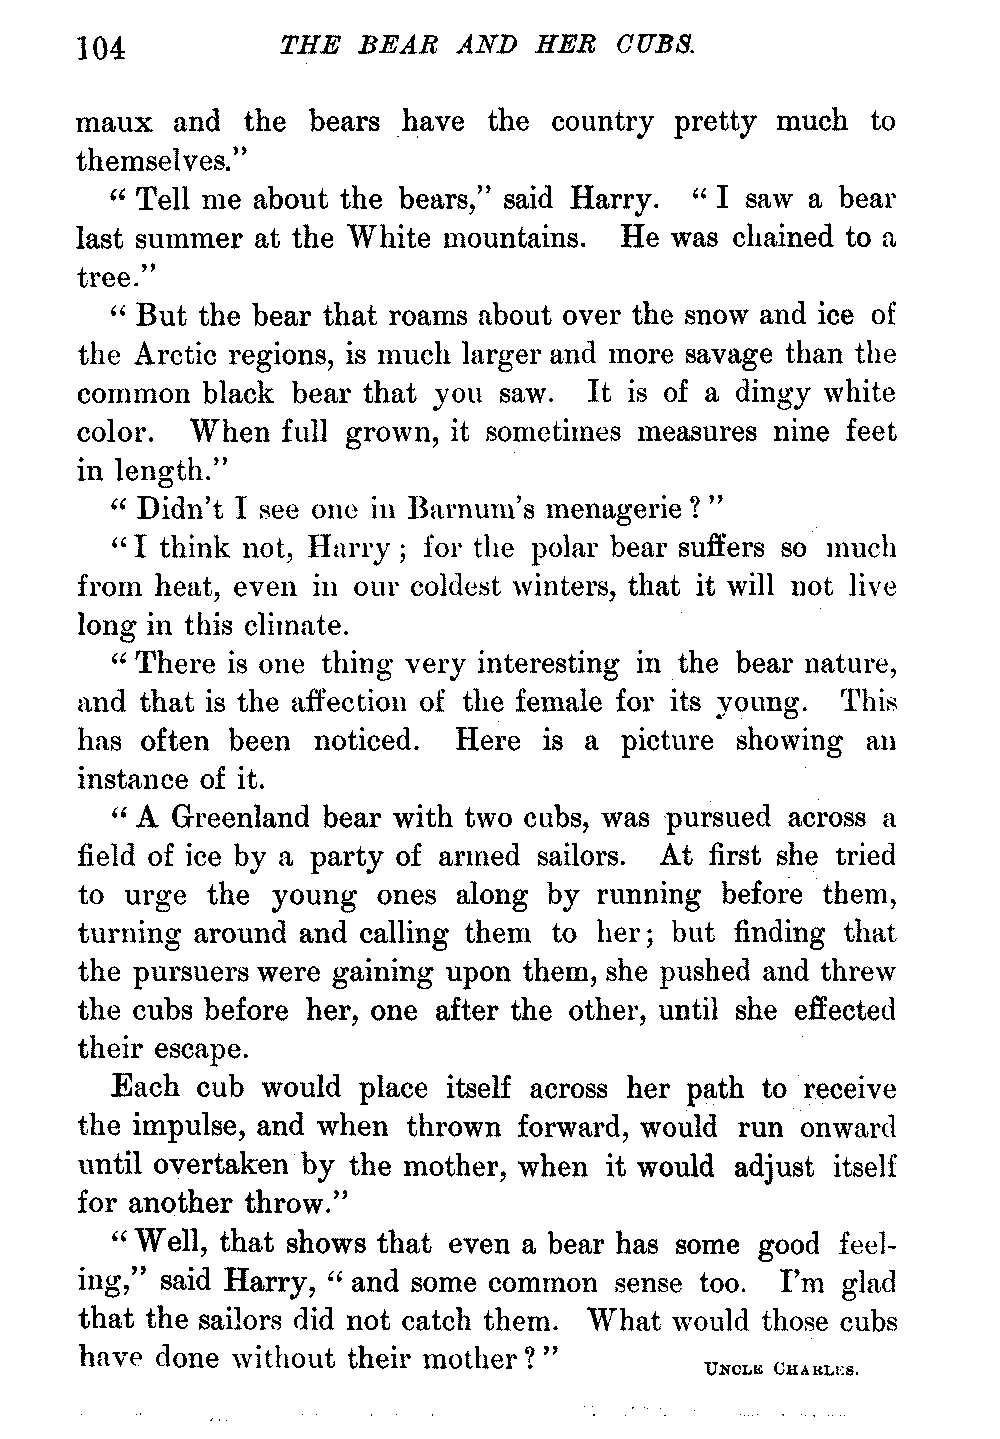 104 THE BEAR AND HER CUBS.
maux and the bears have the country pretty much to
themselves."
"Tell me about the bears," said Harry. "I saw a bear
last summer at the White mountains. He was chained to a
tree."
"But the bear that roams about over the snow and ice of
the Arctic regions, is much larger and more savage than the
common black bear that you saw. It is of a dingy white
color. When full grown, it sometimes measures nine feet
in length."
"Didn't I see one in Barnum's menagerie?"
"I think not, Harry; for the polar bear suffers so much
from heat, even in our coldest winters, that it will not live
long in this climate.
"There is one thing very interesting in the bear nature,
and that is the affection of the female for its young. This
has often been noticed. Here is a picture showing an
instance of it.
"A Greenland bear with two cubs, was pursued across a
field of ice by a party of armed sailors. At first she tried
to urge the young ones along by running before them,
turning around and calling them to her; but finding that
the pursuers were gaining upon them, she pushed and threw
the cubs before her, one after the other, until she effected
their escape.
Each cub would place itself across her path to receive
the impulse, and when thrown forward, would run onward
until overtaken by the mother, when it would adjust itself
for another throw."
"Well, that shows that even a bear has some good feel-
ing," said Harry, "and some common sense too. I'm glad
that the sailors did not catch them. What would those cubs
have done without their mother?" UNCLE CHARLES.